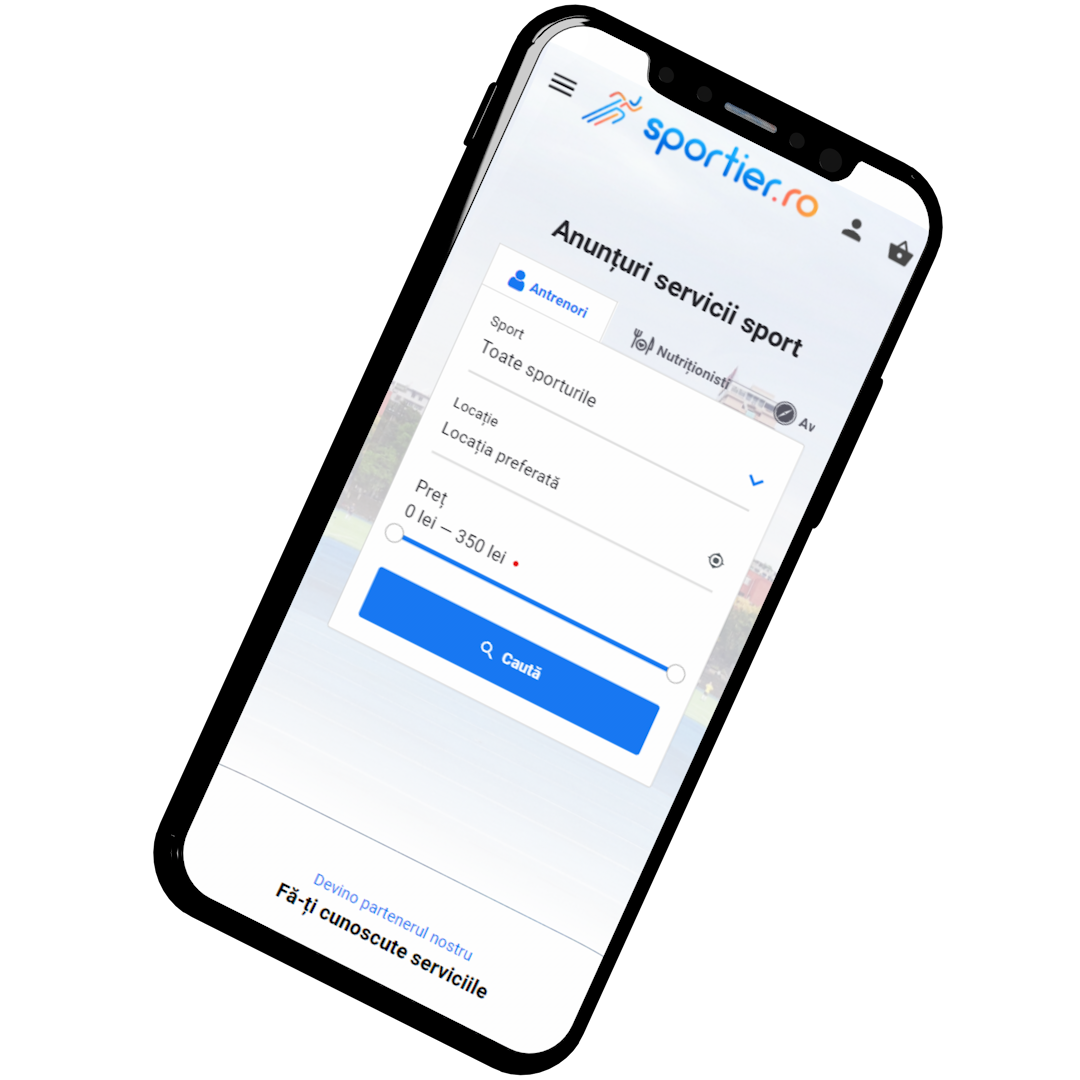 sportier.ro
Anunțuri servicii sport
Antrenori
Nutriționisti
Av
Sport
Toate sporturile
Locație
Locația preferată
Preț
0 lei – 350 lei
Caută
Devino partenerul nostru
Fă-ți cunoscute serviciile